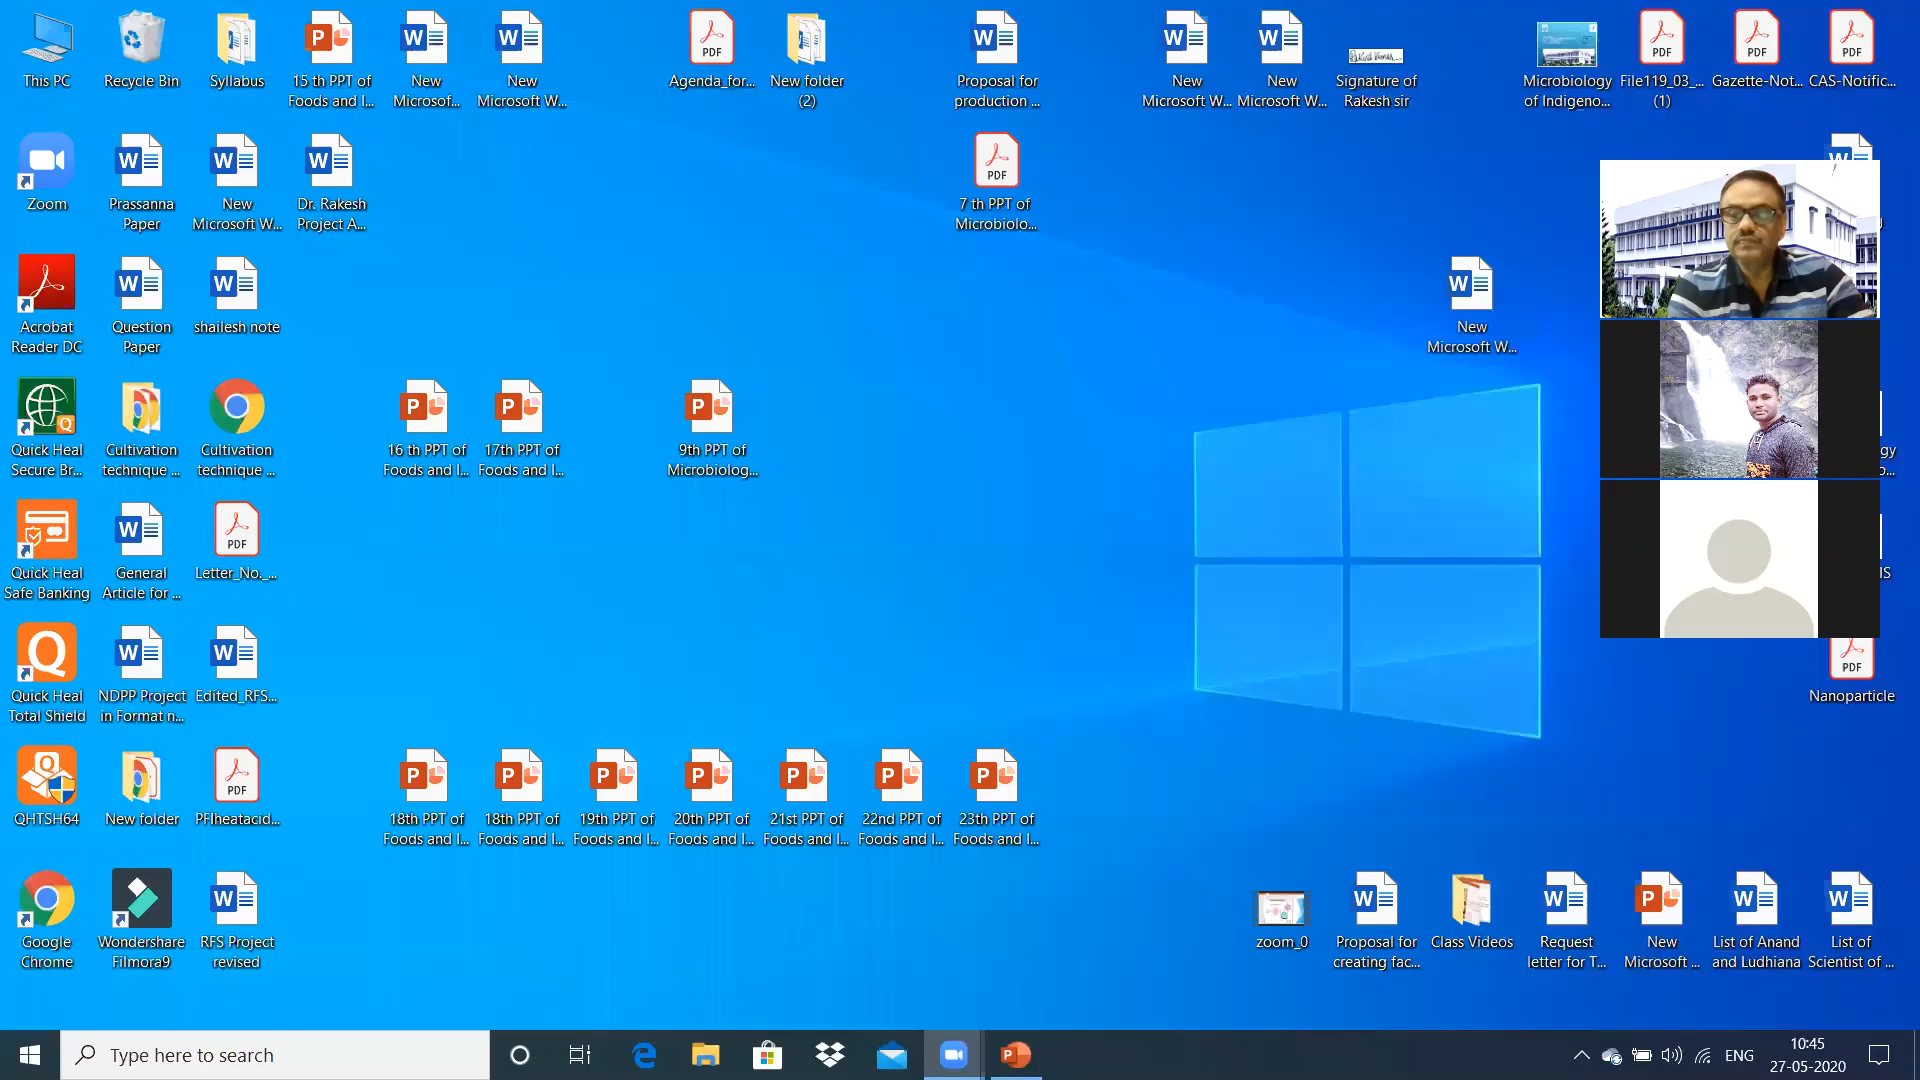 This PC
Recycle Bin
Syllabus
15 th PPT of
Foods and I...
New
Microsof...
New
Microsoft W...
Agenda_for...
New folder
(2)
Proposal for
production ...
New
Microsoft W...
New
Microsoft W...
Signature of
Rakesh sir
Microbiology
of Indigeno...
File119_03_...
(1)
Gazette-Not...
CAS-Notific...
Zoom
Prassanna
Paper
New
Microsoft W...
Dr. Rakesh
Project A...
7 th PPT of
Microbiolo...
Acrobat
Reader DC
Question
Paper
shailesh note
New
Microsoft W...
Quick Heal
Secure Br...
Cultivation
technique ...
Cultivation
technique ...
16 th PPT of
Foods and I...
17th PPT of
Foods and I...
9th PPT of
Microbiolog...
Quick Heal
Safe Banking
General
Article for ...
Letter_No._...
Quick Heal
Total Shield
NDPP Project
in Format n...
Edited_RFS...
Nanoparticle
QHTSH64
New folder
PFIheatacid...
18th PPT of
Foods and I...
18th PPT of
Foods and I...
19th PPT of
Foods and I...
20th PPT of
Foods and I...
21st PPT of
Foods and I...
22nd PPT of
Foods and I...
23th PPT of
Foods and I...
Google
Chrome
Wondershare
Filmora9
RFS Project
revised
zoom_0
Proposal for
creating fac...
Class Videos
Request
letter for T...
New
Microsoft ...
List of Anand
and Ludhiana
List of
Scientist of ...
Type here to search
ENG
10:45
27-05-2020